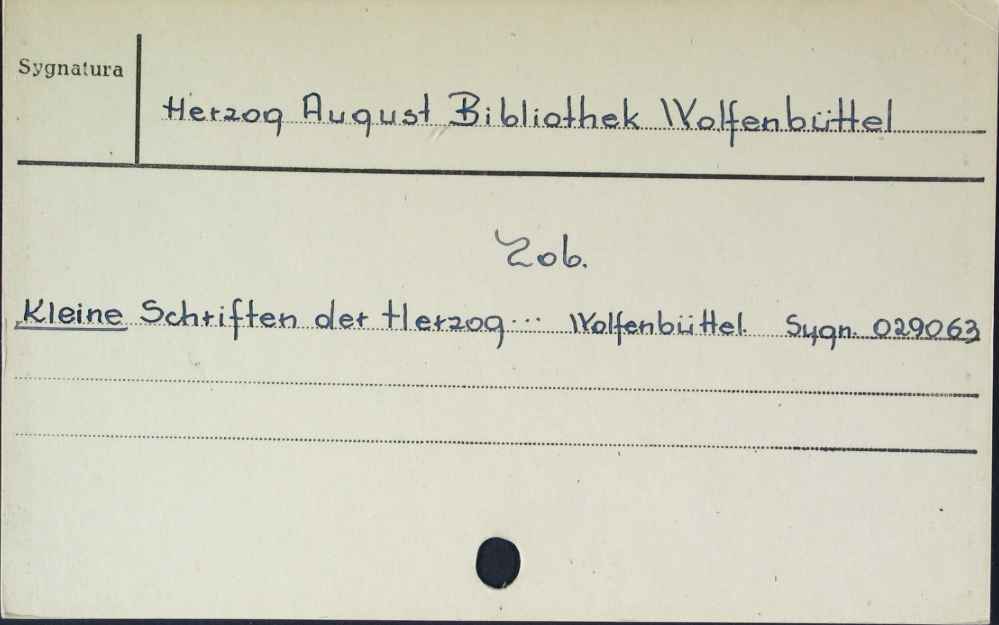 Sygnatura
Herzog August Bibliothek Wolfenbüttel
Zob.
Kleine Schriften der Herzog ... Wolfenbüttel. Sygn. 029063